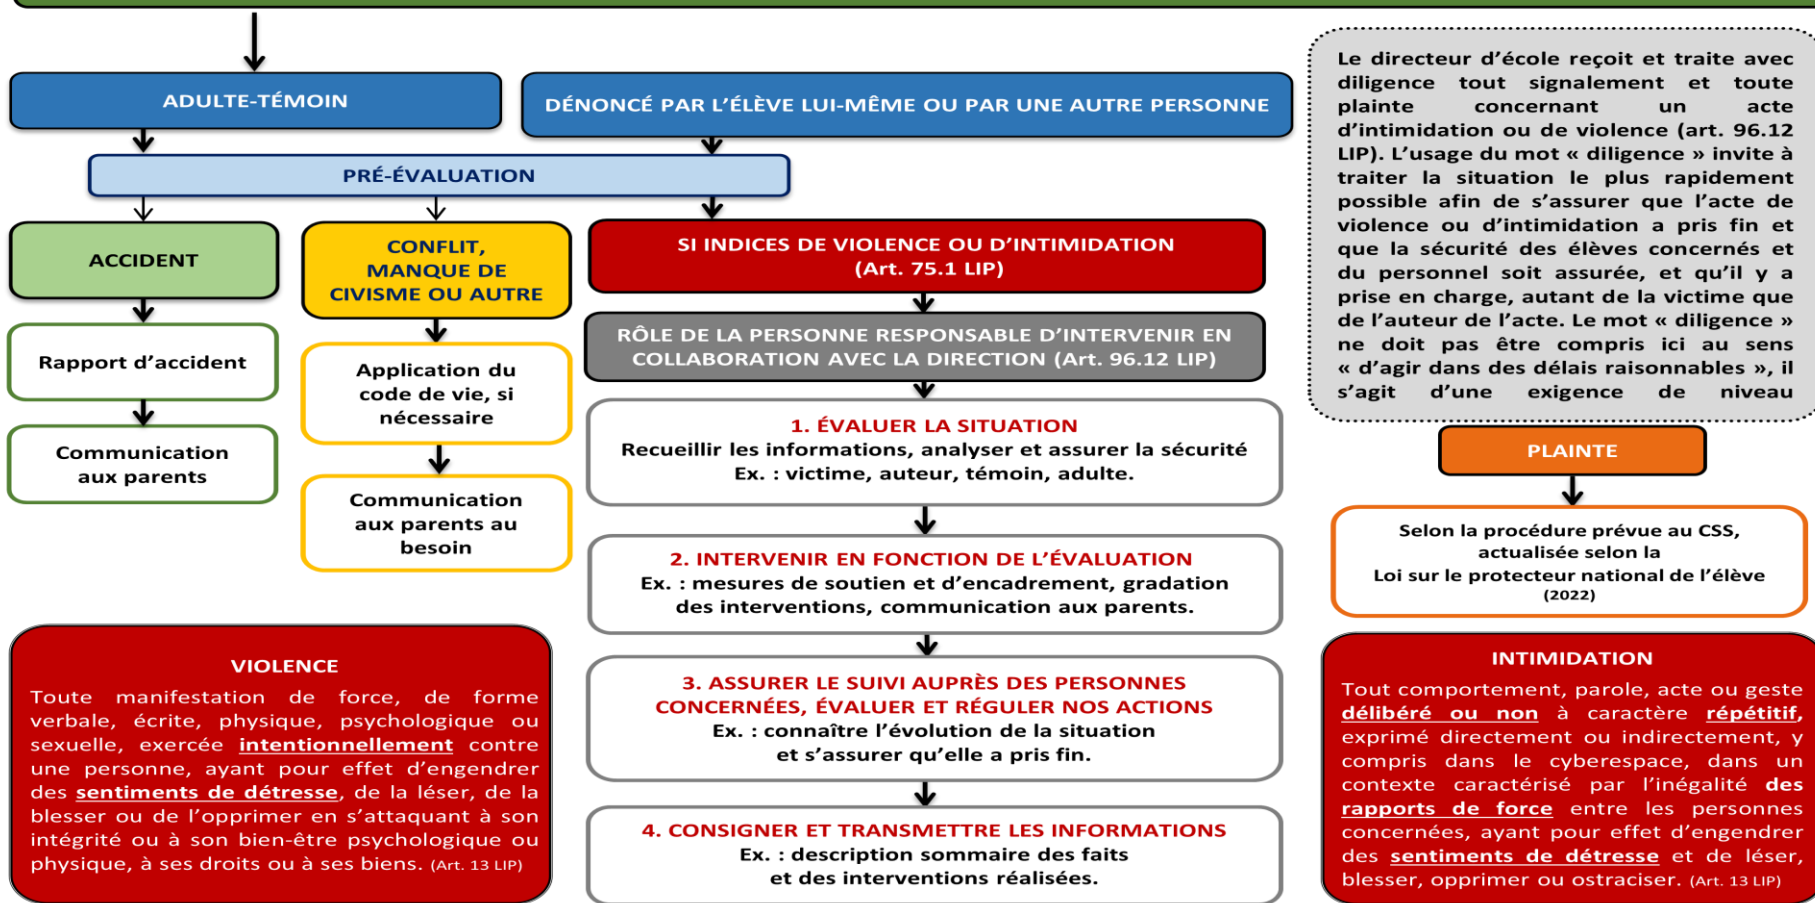 ADULTE-TÉMOIN
DÉNONCÉ PAR L'ÉLÈVE LUI-MÊME OU PAR UNE AUTRE PERSONNE
PRÉ-ÉVALUATION
ACCIDENT
Rapport d'accident
Communication
aux parents
CONFLIT,
MANQUE DE
CIVISME OU AUTRE
Application du
code de vie, si
nécessaire
Communication
aux parents au
besoin
SI INDICES DE VIOLENCE OU D'INTIMIDATION
(Art. 75.1 LIP)
RÔLE DE LA PERSONNE RESPONSABLE D'INTERVENIR EN
COLLABORATION AVEC LA DIRECTION (Art. 96.12 LIP)
1. ÉVALUER LA SITUATION
Recueillir les informations, analyser et assurer la sécurité
Ex. : victime, auteur, témoin, adulte.
2. INTERVENIR EN FONCTION DE L'ÉVALUATION
Ex. : mesures de soutien et d'encadrement, gradation
des interventions, communication aux parents.
3. ASSURER LE SUIVI AUPRÈS DES PERSONNES
CONCERNÉES, ÉVALUER ET RÉGULER NOS ACTIONS
Ex. : connaître l'évolution de la situation
et s'assurer qu'elle a pris fin.
4. CONSIGNER ET TRANSMETTRE LES INFORMATIONS
Ex. : description sommaire des faits
et des interventions réalisées.
Le directeur d'école reçoit et traite avec
diligence tout signalement et toute
plainte concernant un acte
d'intimidation ou de violence (art. 96.12
LIP). L'usage du mot « diligence » invite à
traiter la situation le plus rapidement
possible afin de s'assurer que l'acte de
violence ou d'intimidation a pris fin et
que la sécurité des élèves concernés et
du personnel soit assurée, et qu'il y a
prise en charge, autant de la victime que
de l'auteur de l'acte. Le mot « diligence »
ne doit pas être compris ici au sens
« d'agir dans des délais raisonnables », il
s'agit d'une exigence de niveau
PLAINTE
Selon la procédure prévue au CSS,
actualisée selon la
Loi sur le protecteur national de l'élève
(2022)
VIOLENCE
Toute manifestation de force, de forme
verbale, écrite, physique, psychologique ou
sexuelle, exercée intentionnellement contre
une personne, ayant pour effet d'engendrer
des sentiments de détresse, de la léser, de la
blesser ou de l'opprimer en s'attaquant à son
intégrité ou à son bien-être psychologique ou
physique, à ses droits ou à ses biens. (Art. 13 LIP)
INTIMIDATION
Tout comportement, parole, acte ou geste
délibéré ou non à caractère répétitif,
exprimé directement ou indirectement, y
compris dans le cyberespace, dans un
contexte caractérisé par l'inégalité des
rapports de force entre les personnes
concernées, ayant pour effet d'engendrer
des sentiments de détresse et de léser,
blesser, opprimer ou ostraciser. (Art. 13 LIP)